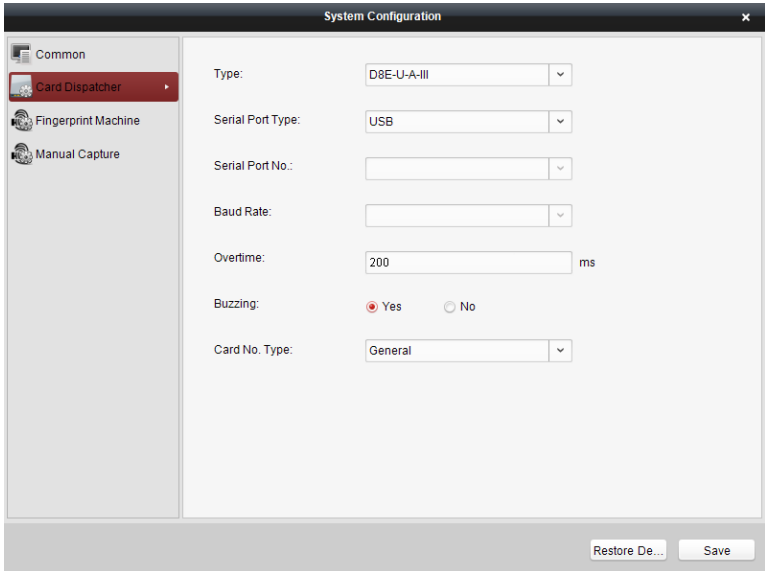 System Configuration
Common
Card Dispatcher
Fingerprint Machine
Manual Capture
Type: D8E-U-A-III
Serial Port Type: USB
Serial Port No.:
Baud Rate:
Overtime: 200 ms
Buzzing: Yes No
Card No. Type: General
Restore De... Save